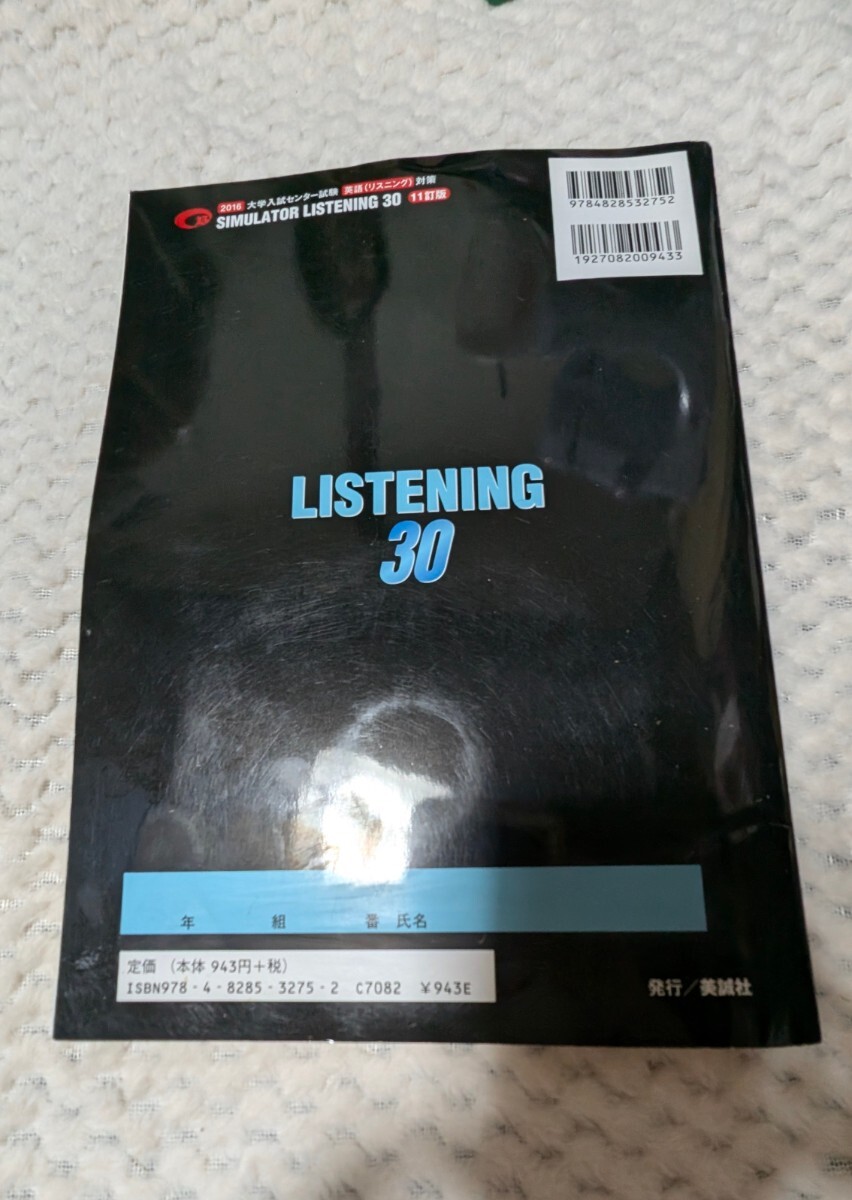 2016 大学入試センター試験 英語(リスニング) 対策
SIMULATOR LISTENING 30 11訂版
9784828532752
1927082009433
LISTENING
30
年 組 番 氏名
定価 (本体 943円+税)
ISBN978-4-8285-3275-2 C7082 ¥943E
発行/美誠社